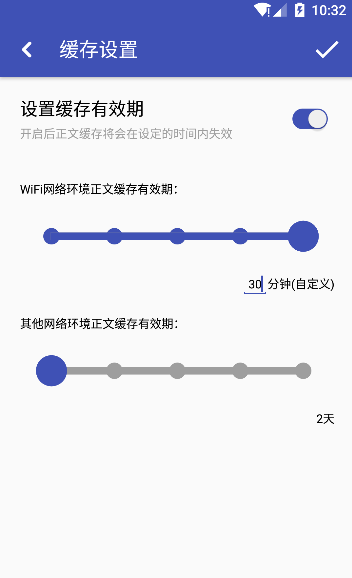 10:32
缓存设置
设置缓存有效期
开启后正文缓存将会在设定的时间内失效
WiFi网络环境正文缓存有效期：
30 分钟(自定义)
其他网络环境正文缓存有效期：
2天